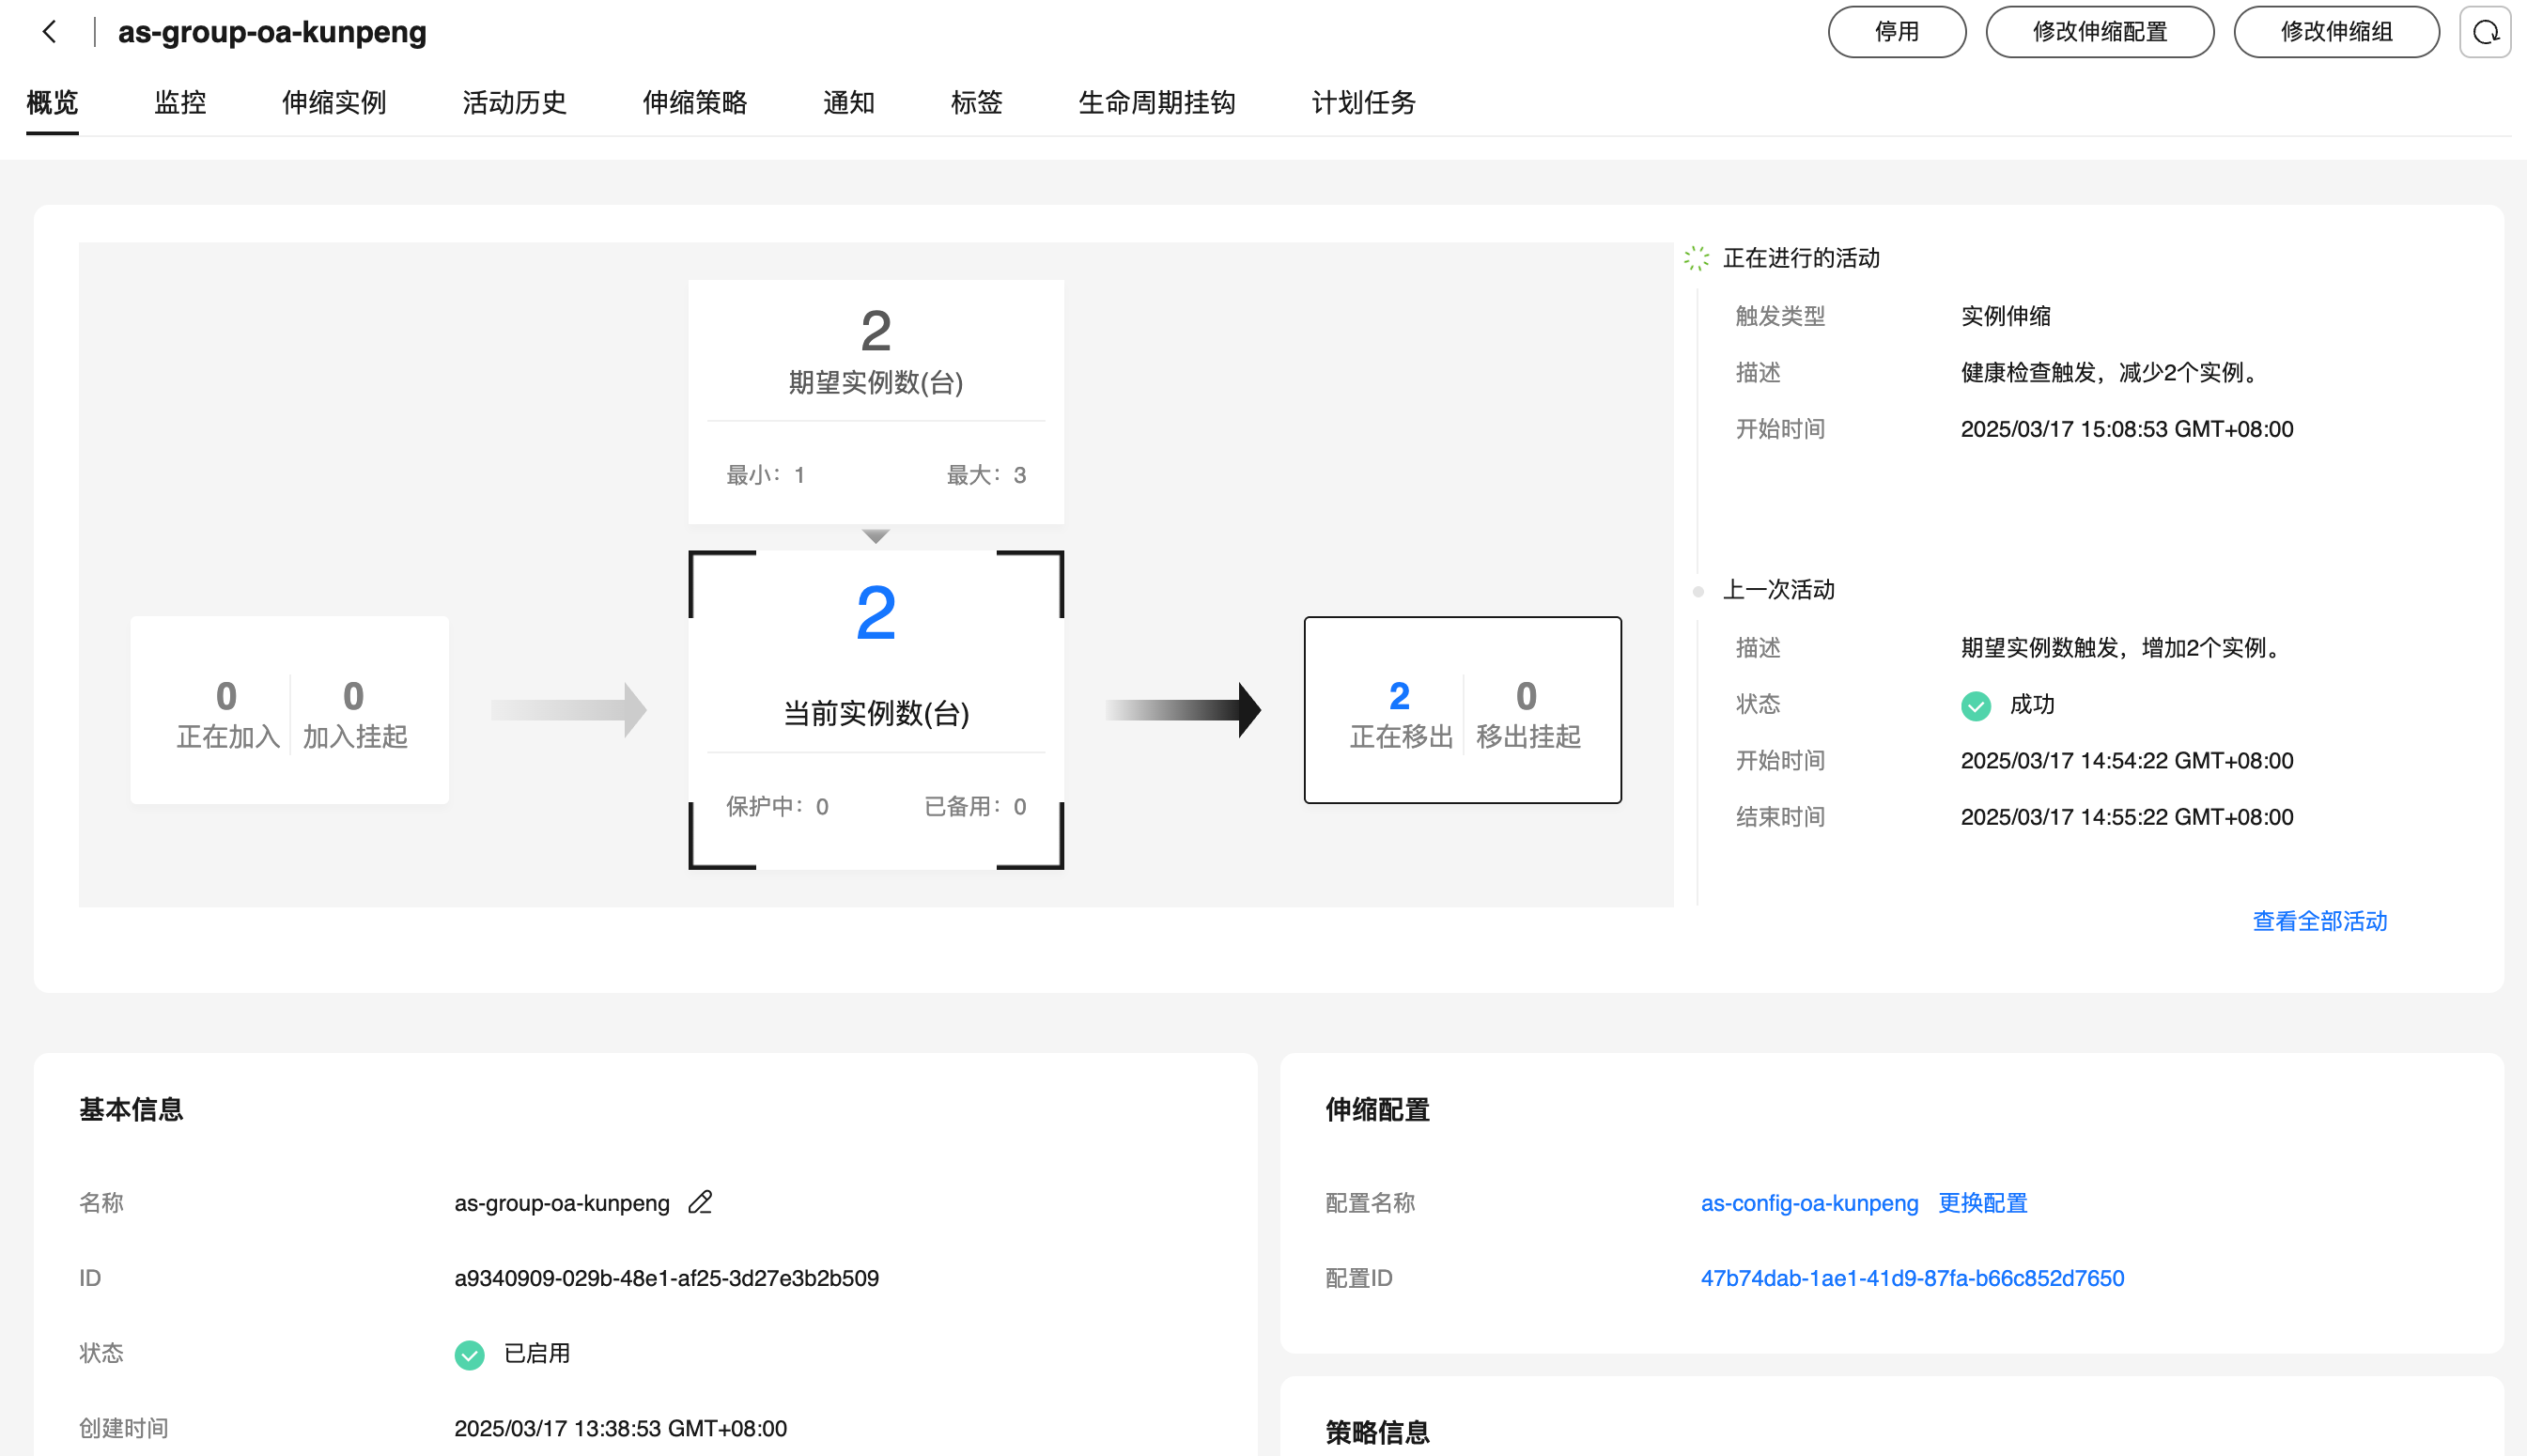 as-group-oa-kunpeng
停用
修改伸缩配置
修改伸缩组
概览
监控
伸缩实例
活动历史
伸缩策略
通知
标签
生命周期挂钩
计划任务
2
期望实例数(台)
最小：1
最大：3
2
当前实例数(台)
保护中：0
已备用：0
0
正在加入
0
加入挂起
2
正在移出
0
移出挂起
正在进行的活动
触发类型
实例伸缩
描述
健康检查触发，减少2个实例。
开始时间
2025/03/17 15:08:53 GMT+08:00
上一次活动
描述
期望实例数触发，增加2个实例。
状态
成功
开始时间
2025/03/17 14:54:22 GMT+08:00
结束时间
2025/03/17 14:55:22 GMT+08:00
查看全部活动
基本信息
名称
as-group-oa-kunpeng
ID
a9340909-029b-48e1-af25-3d27e3b2b509
状态
已启用
创建时间
2025/03/17 13:38:53 GMT+08:00
伸缩配置
配置名称
as-config-oa-kunpeng 更换配置
配置ID
47b74dab-1ae1-41d9-87fa-b66c852d7650
策略信息